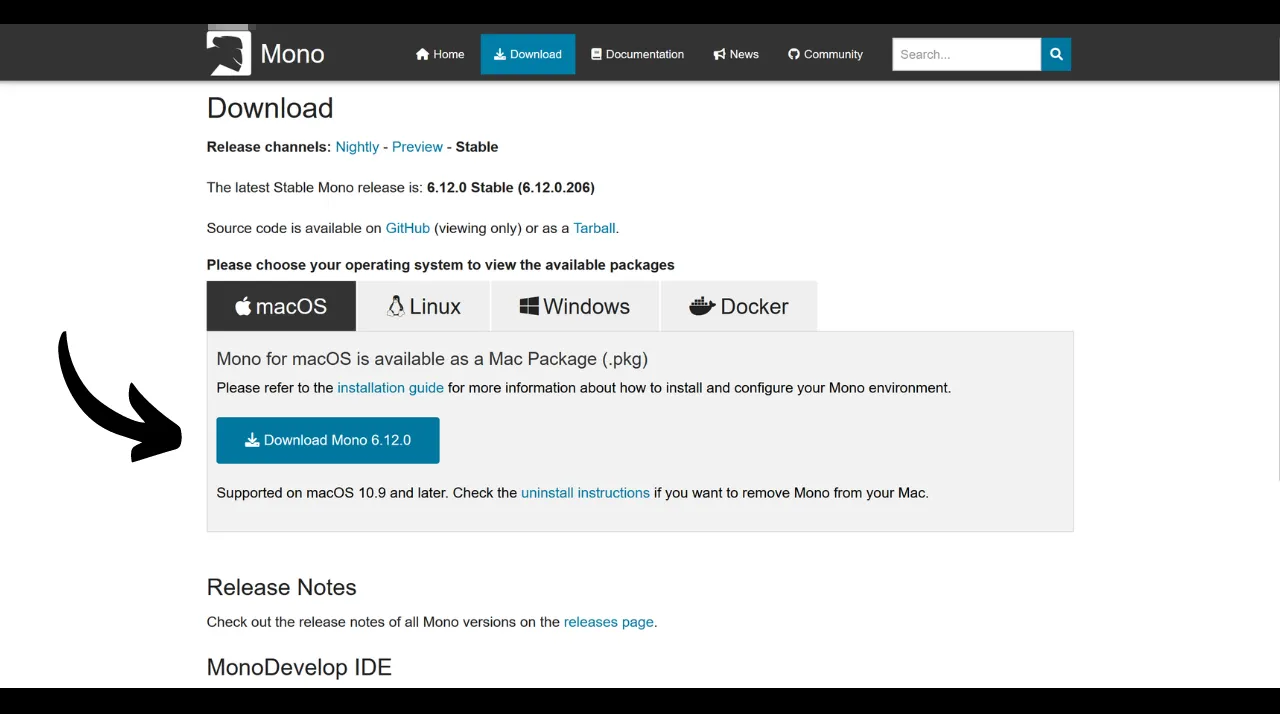 Mono
Home
Download
Documentation
News
Community
Search...
Download
Release channels: Nightly - Preview - Stable
The latest Stable Mono release is: 6.12.0 Stable (6.12.0.206)
Source code is available on GitHub (viewing only) or as a Tarball.
Please choose your operating system to view the available packages
macOS
Linux
Windows
Docker
Mono for macOS is available as a Mac Package (.pkg)
Please refer to the installation guide for more information about how to install and configure your Mono environment.
Download Mono 6.12.0
Supported on macOS 10.9 and later. Check the uninstall instructions if you want to remove Mono from your Mac.
Release Notes
Check out the release notes of all Mono versions on the releases page.
MonoDevelop IDE